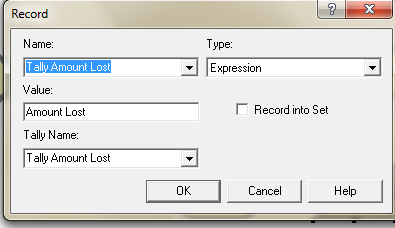 Record
Name: Type:
Tally Amount Lost Expression
Value:
Amount Lost Record into Set
Tally Name:
Tally Amount Lost
OK Cancel Help